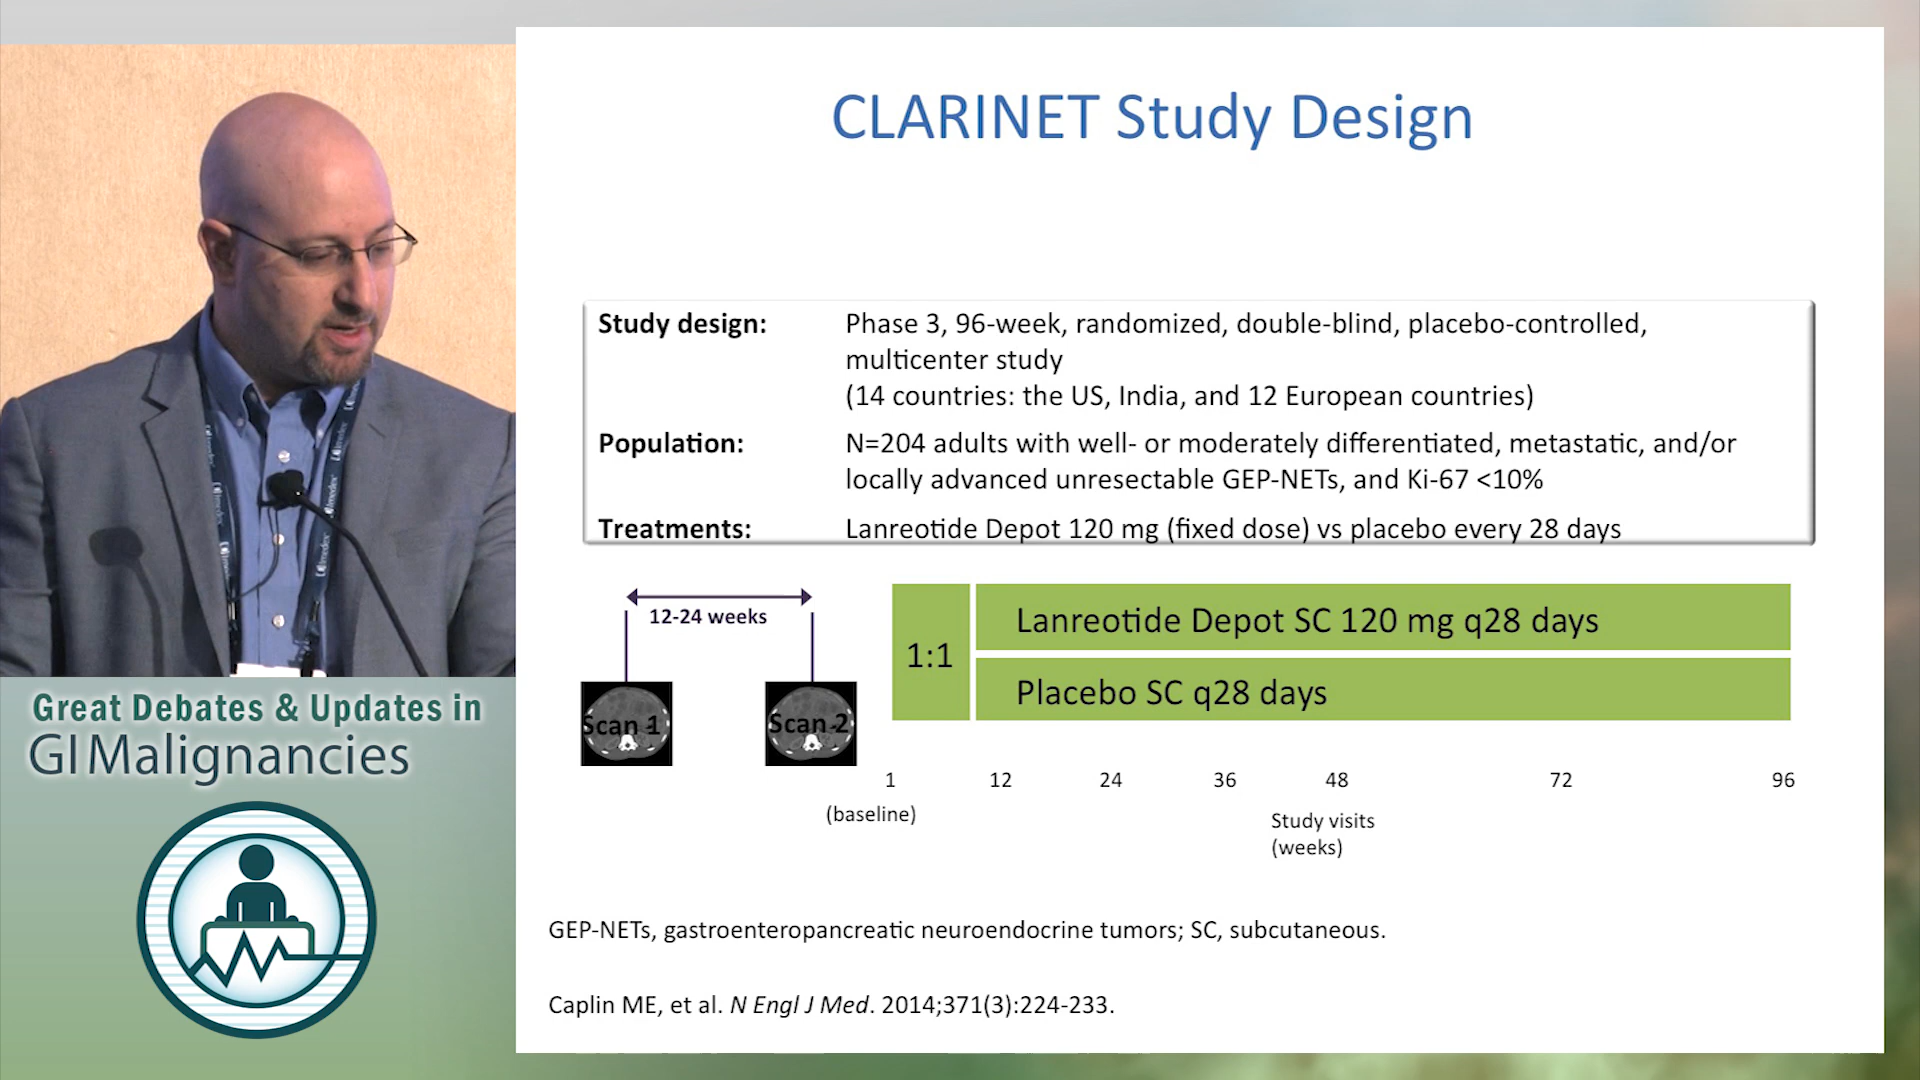 CLARINET Study Design
Study design: Phase 3, 96-week, randomized, double-blind, placebo-controlled,
multicenter study
(14 countries: the US, India, and 12 European countries)
Population: N=204 adults with well- or moderately differentiated, metastatic, and/or
locally advanced unresectable GEP-NETs, and Ki-67 <10%
Treatments: Lanreotide Depot 120 mg (fixed dose) vs placebo every 28 days
12-24 weeks
Scan 1
Scan 2
1:1
Lanreotide Depot SC 120 mg q28 days
Placebo SC q28 days
1 12 24 36 48 72 96
(baseline)
Study visits
(weeks)
GEP-NETs, gastroenteropancreatic neuroendocrine tumors; SC, subcutaneous.
Caplin ME, et al. N Engl J Med. 2014;371(3):224-233.
Great Debates & Updates in
GI Malignancies